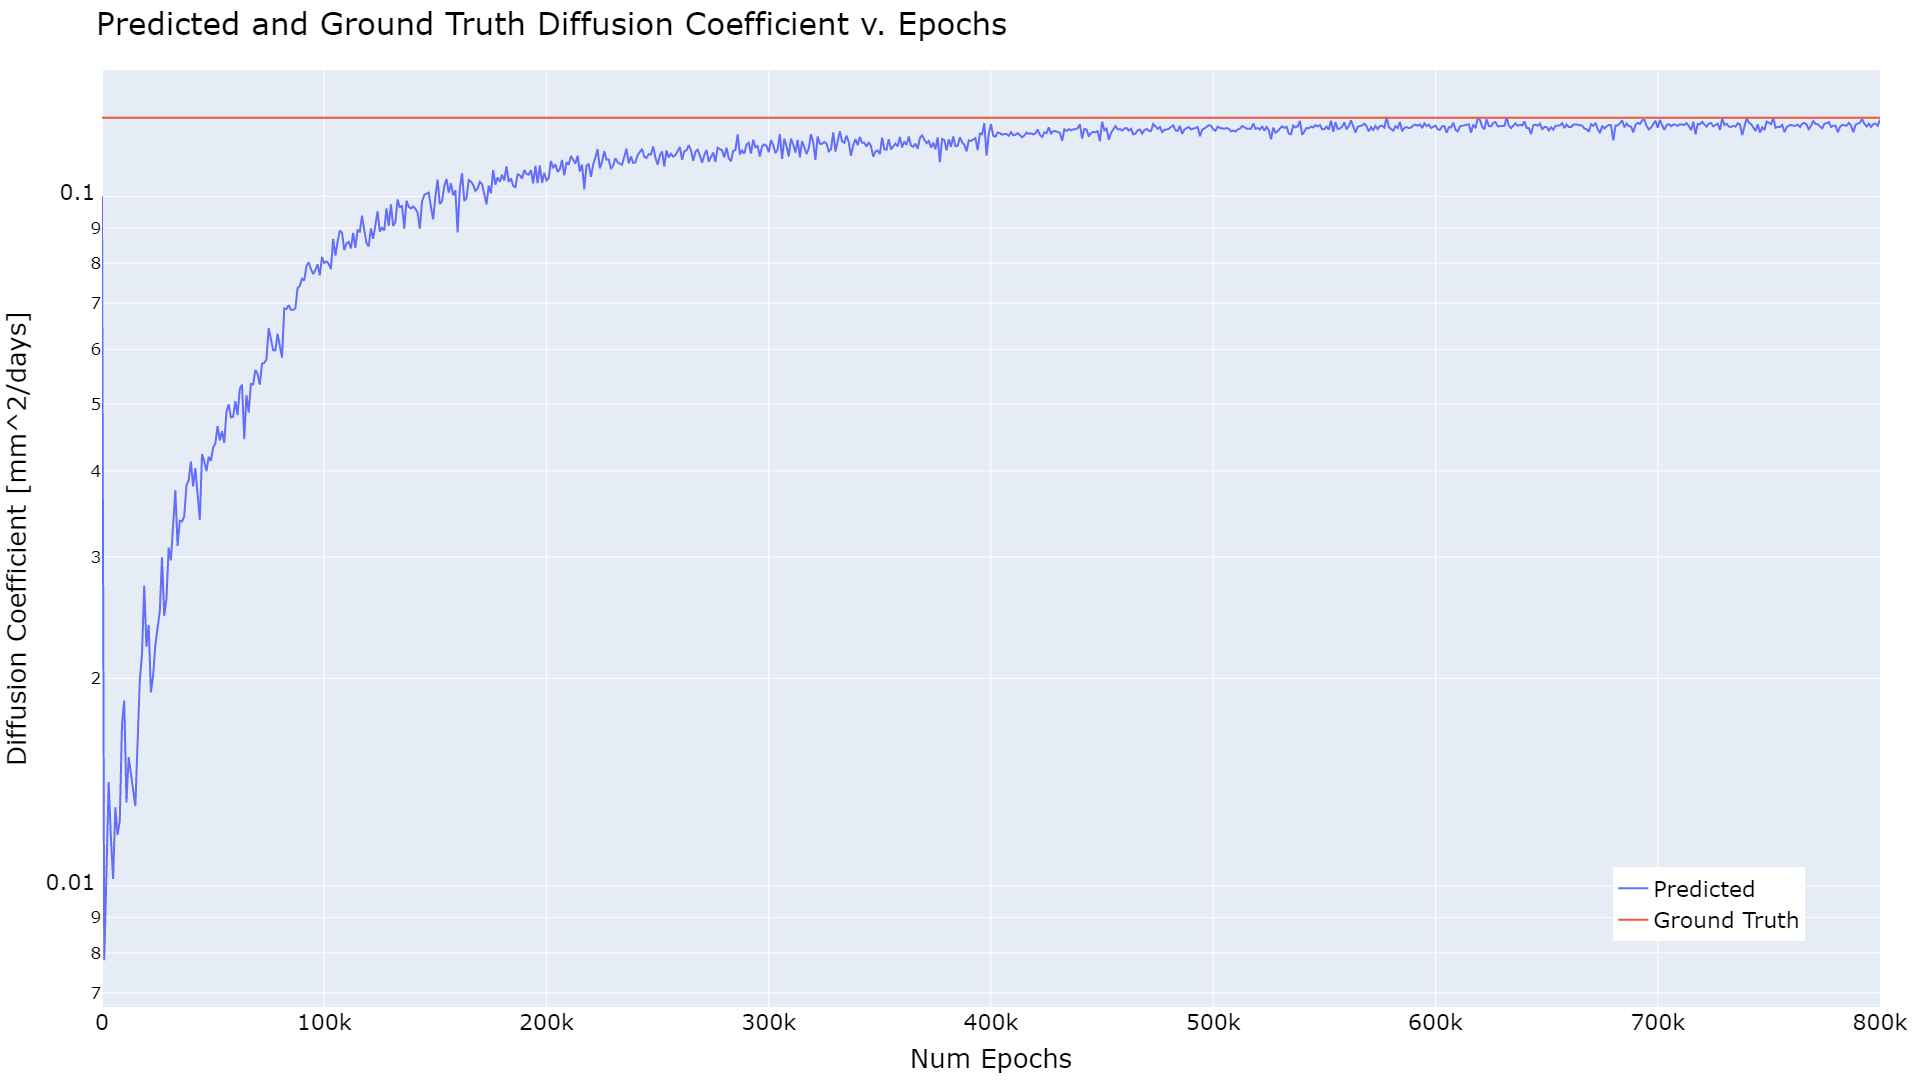 Predicted and Ground Truth Diffusion Coefficient v. Epochs
Diffusion Coefficient [mm^2/days]
0.1
9
8
7
6
5
4
3
2
0.01
9
8
7
0 100k 200k 300k 400k 500k 600k 700k 800k
Num Epochs
Predicted
Ground Truth